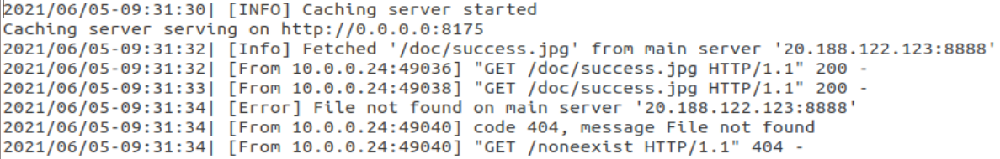 2021/06/05-09:31:30| [INFO] Caching server started
Caching server serving on http://0.0.0.0:8175
2021/06/05-09:31:32| [Info] Fetched '/doc/success.jpg' from main server '20.188.122.123:8888'
2021/06/05-09:31:32| [From 10.0.0.24:49036] "GET /doc/success.jpg HTTP/1.1" 200 -
2021/06/05-09:31:33| [From 10.0.0.24:49038] "GET /doc/success.jpg HTTP/1.1" 200 -
2021/06/05-09:31:34| [Error] File not found on main server '20.188.122.123:8888'
2021/06/05-09:31:34| [From 10.0.0.24:49040] code 404, message File not found
2021/06/05-09:31:34| [From 10.0.0.24:49040] "GET /noneexist HTTP/1.1" 404 -